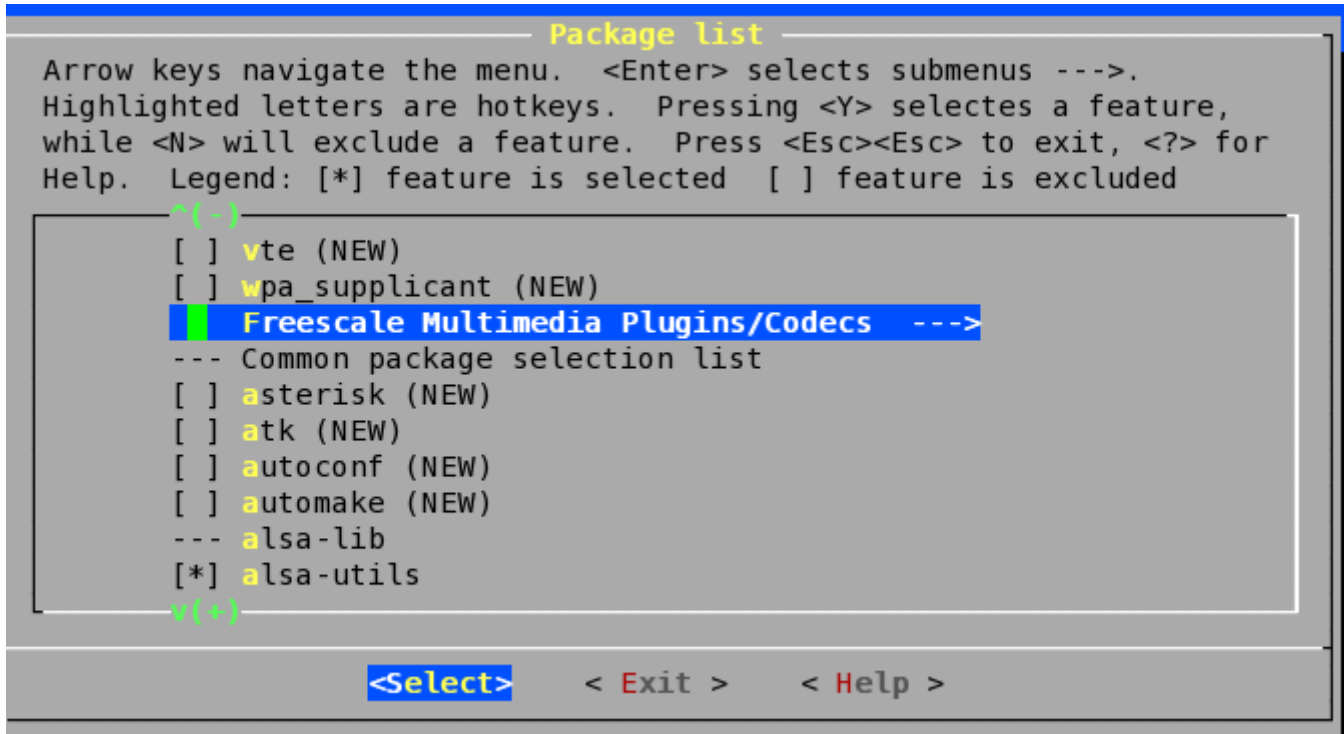 Package list
Arrow keys navigate the menu.  <Enter> selects submenus --->.
Highlighted letters are hotkeys.  Pressing <Y> selectes a feature,
while <N> will exclude a feature.  Press <Esc><Esc> to exit, <?> for
Help.  Legend: [*] feature is selected  [ ] feature is excluded
^(-)
[ ] vte (NEW)
[ ] wpa_supplicant (NEW)
Freescale Multimedia Plugins/Codecs  --->
--- Common package selection list
[ ] asterisk (NEW)
[ ] atk (NEW)
[ ] autoconf (NEW)
[ ] automake (NEW)
--- alsa-lib
[*] alsa-utils
v(+)
<Select>    < Exit >    < Help >